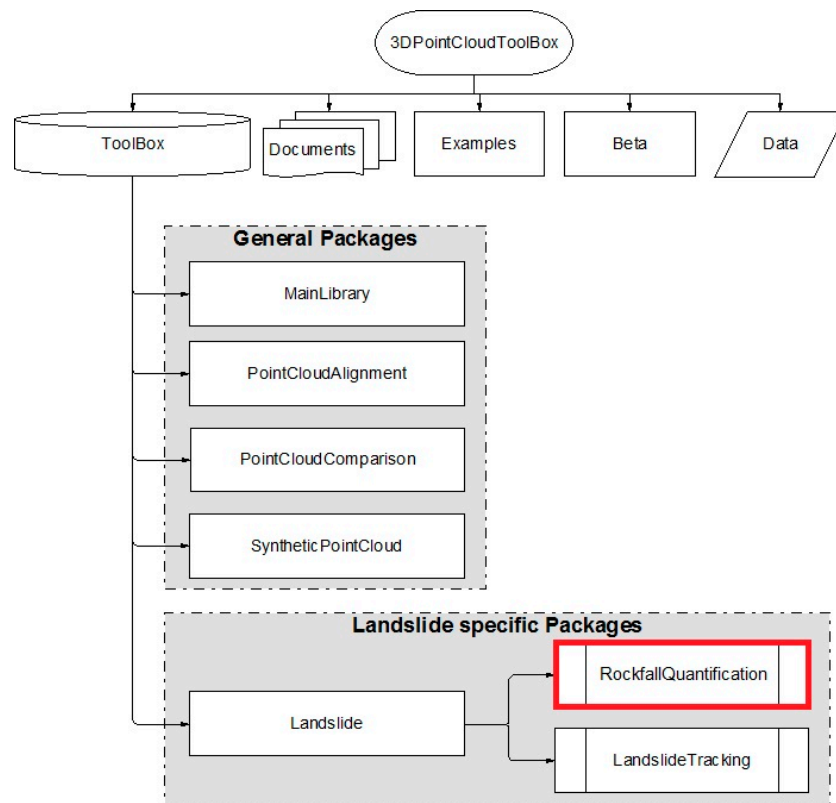 3DPointCloudToolBox
ToolBox
Documents
Examples
Beta
Data
General Packages
MainLibrary
PointCloudAlignment
PointCloudComparison
SyntheticPointCloud
Landslide specific Packages
RockfallQuantification
Landslide
LandslideTracking